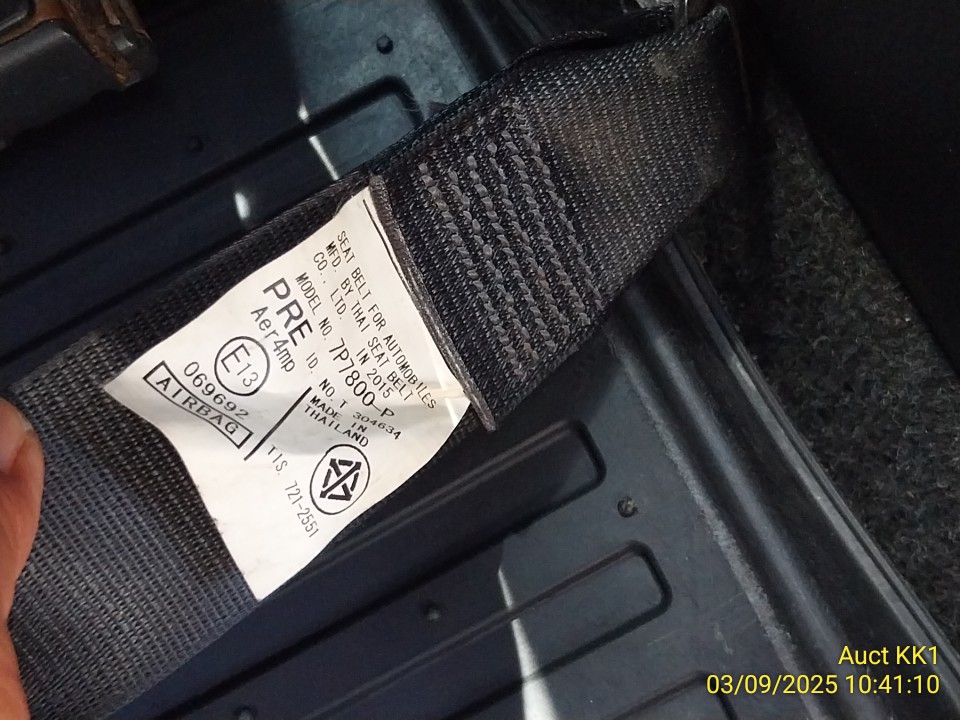 SEAT BELT FOR AUTOMOBILES
MFD. BY THAI SEAT BELT
CO., LTD. IN 2015
MODEL NO. 7P7800-P
PRE ID. NO. T 304634
Aer4mp
MADE IN
THAILAND
E13
069692
AIRBAG
TIS. 721-2551
Auct KK1
03/09/2025 10:41:10